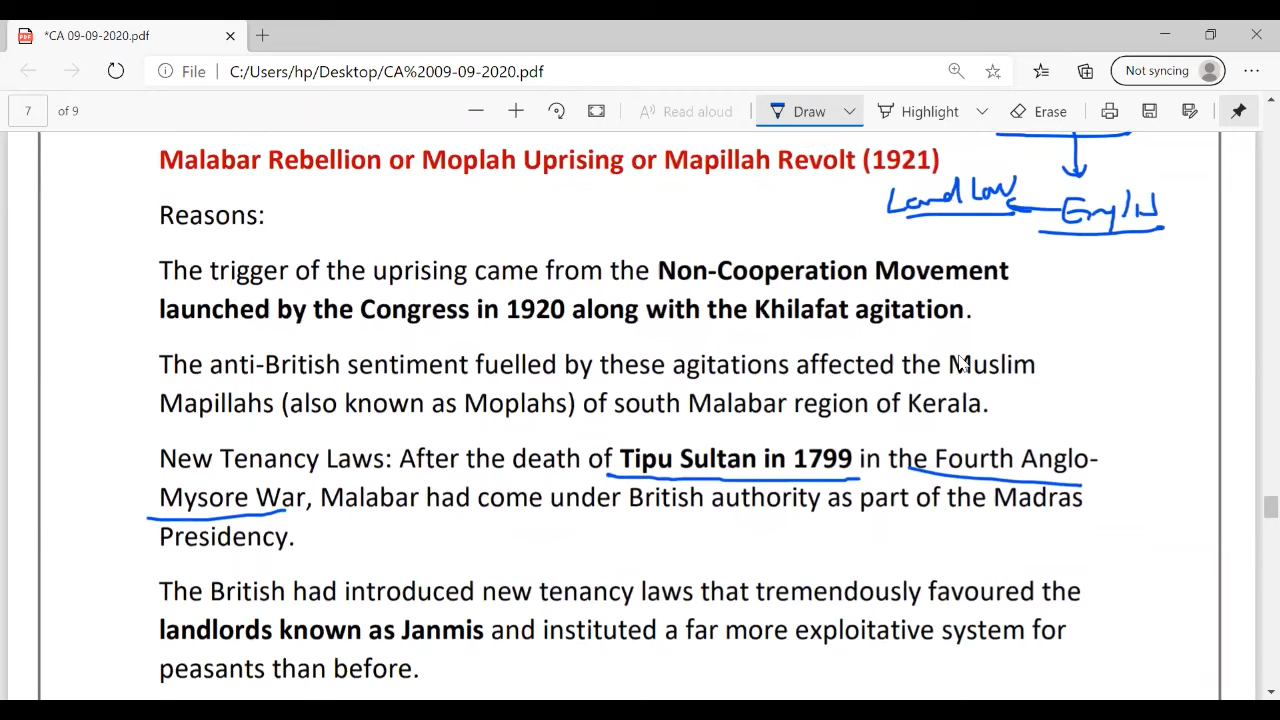 *CA 09-09-2020.pdf
File C:/Users/hp/Desktop/CA%2009-09-2020.pdf
Not syncing
7 of 9
Read aloud
Draw
Highlight
Erase
Malabar Rebellion or Moplah Uprising or Mapillah Revolt (1921)
Land Law
Reasons:
The trigger of the uprising came from the Non-Cooperation Movement
launched by the Congress in 1920 along with the Khilafat agitation.
The anti-British sentiment fuelled by these agitations affected the Muslim
Mapillahs (also known as Moplahs) of south Malabar region of Kerala.
New Tenancy Laws: After the death of Tipu Sultan in 1799 in the Fourth Anglo-
Mysore War, Malabar had come under British authority as part of the Madras
Presidency.
The British had introduced new tenancy laws that tremendously favoured the
landlords known as Janmis and instituted a far more exploitative system for
peasants than before.